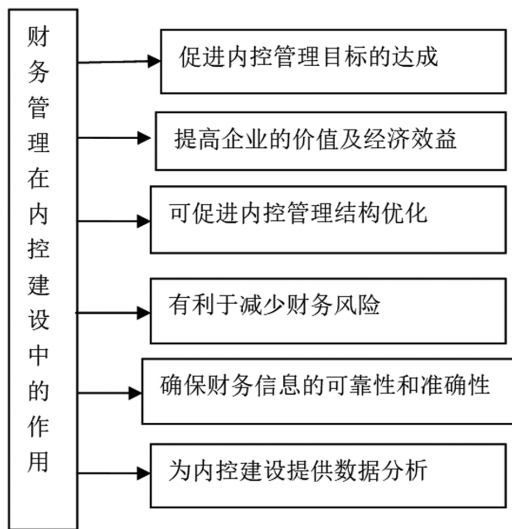 财务管理在内控建设中的作用
促进内控管理目标的达成
提高企业的价值及经济效益
可促进内控管理结构优化
有利于减少财务风险
确保财务信息的可靠性和准确性
为内控建设提供数据分析